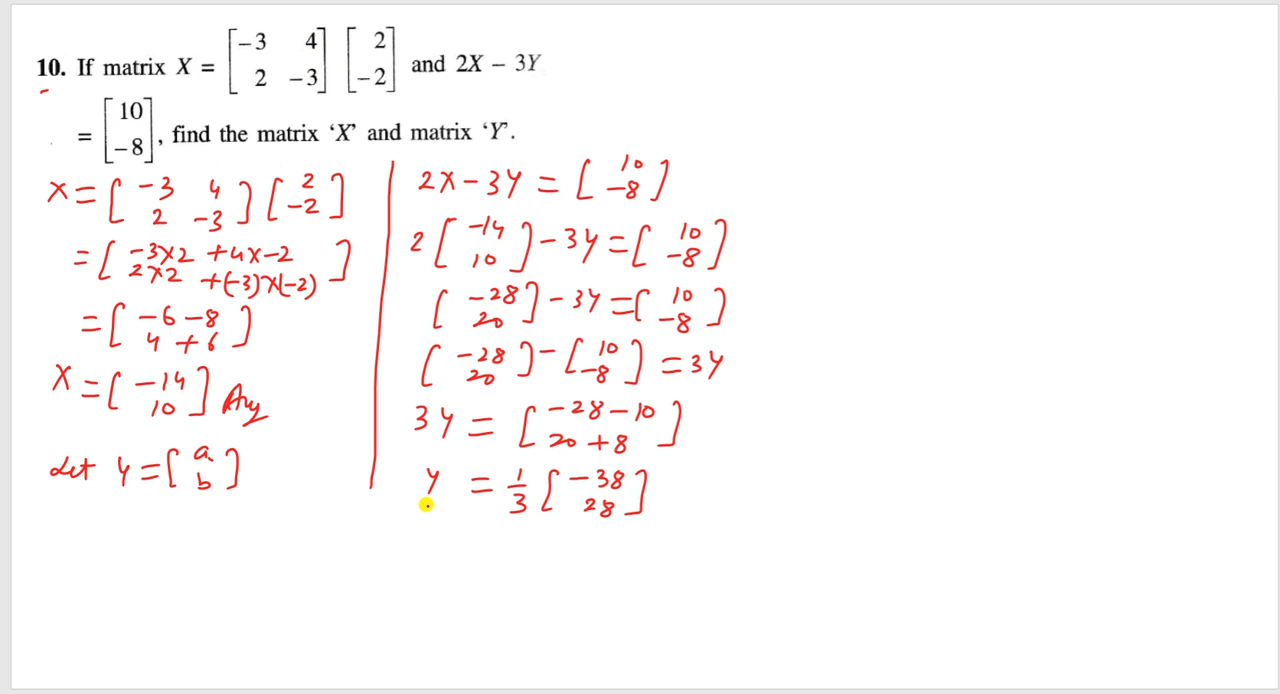 10. If matrix X = [-3 4 2 -3] [2 -2] and 2X - 3Y
= [10 -8], find the matrix 'X' and matrix 'Y'.
X = [-3 4 2 -3] [2 -2]
= [-3×2 +4×-2 2×2 +(-3)×(-2)]
= [-6-8 4+6]
X = [-14 10] Ans
Let Y = [a b]
2X-3Y = [10 -8]
2[-14 10]-3Y=[10 -8]
[-28 20]-3Y=[10 -8]
[-28 20]-[10 -8]=3Y
3Y = [-28-10 20+8]
Y = 1/3 [-38 28]